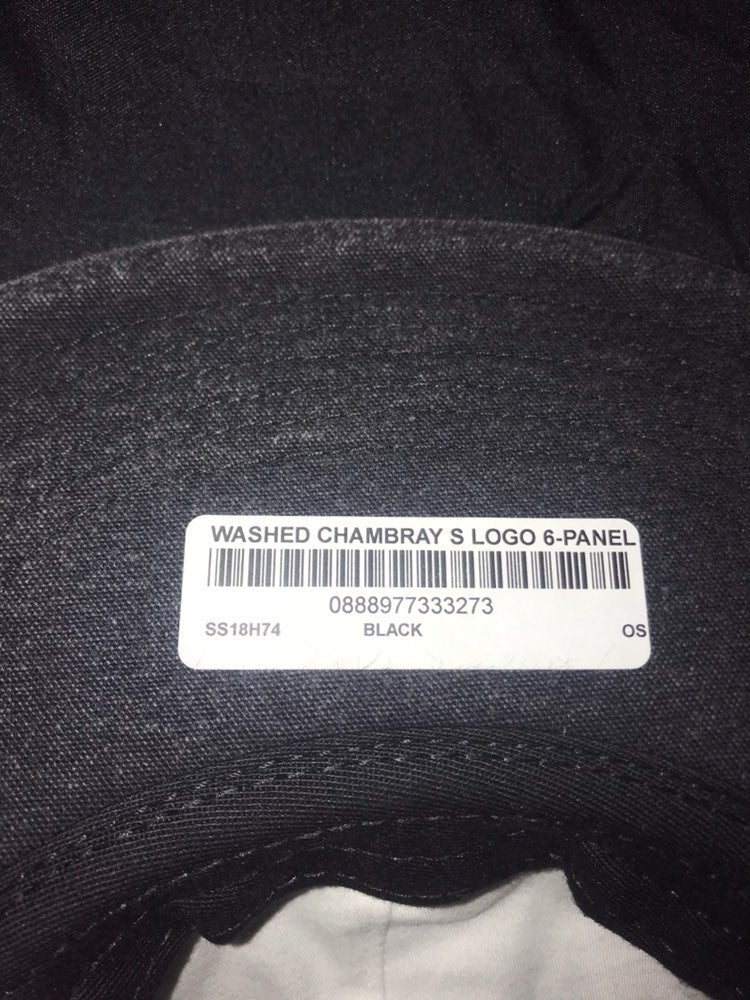 WASHED CHAMBRAY S LOGO 6-PANEL
0888977333273
SS18H74 BLACK OS